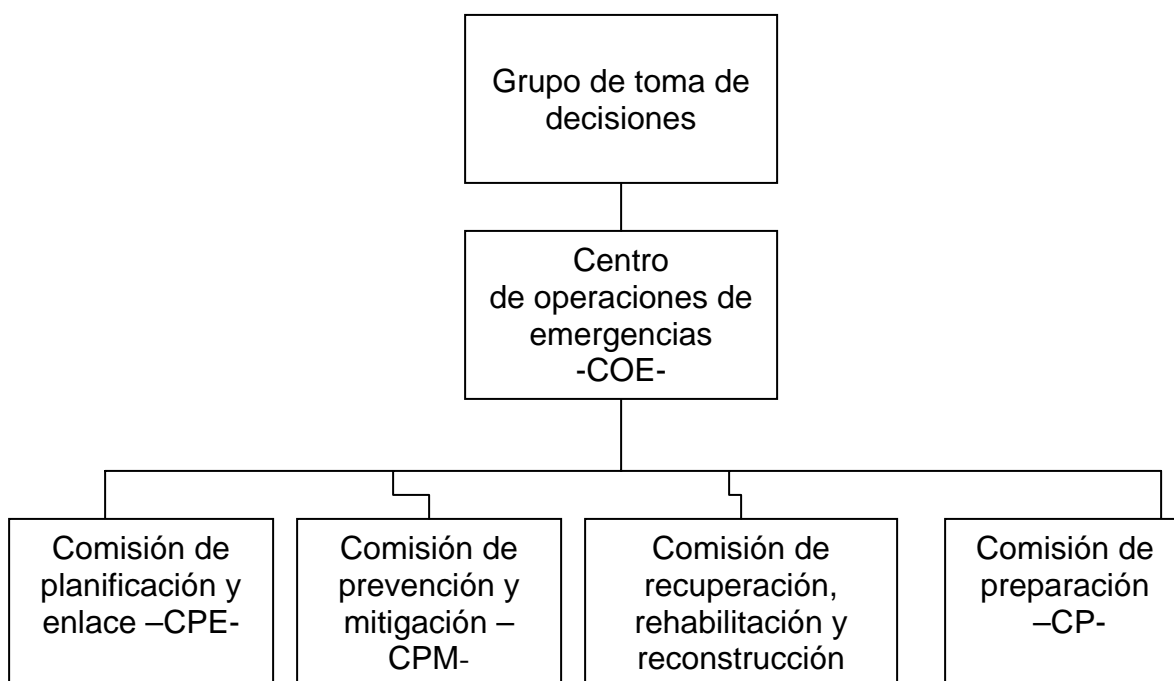 Grupo de toma de
decisiones
Centro
de operaciones de
emergencias
-COE-
Comisión de
planificación y
enlace –CPE-
Comisión de
prevención y
mitigación –
CPM-
Comisión de
recuperación,
rehabilitación y
reconstrucción
Comisión de
preparación
–CP-